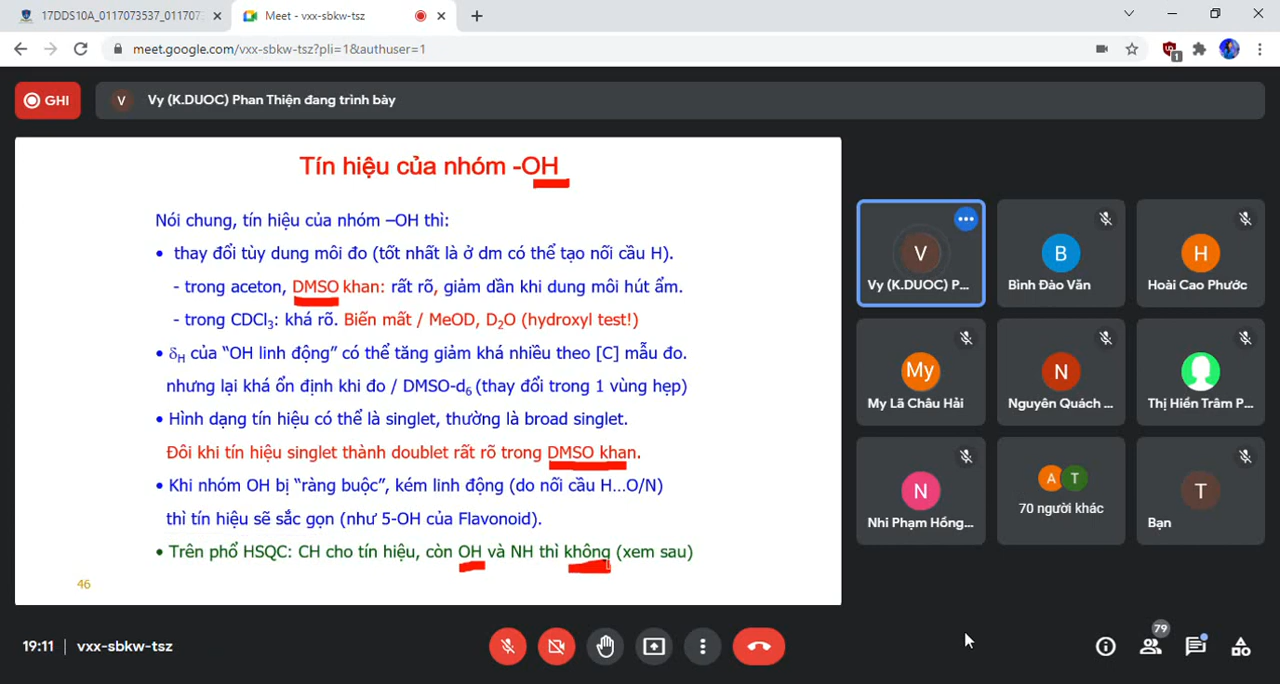 17DDS10A_0117073537_011707
Meet - vxx-sbkw-tsz
meet.google.com/vxx-sbkw-tsz?pli=1&authuser=1
1
GHI
V
Vy (K.DUOC) Phan Thiện đang trình bày
Tín hiệu của nhóm -OH
Nói chung, tín hiệu của nhóm –OH thì:
• thay đổi tùy dung môi đo (tốt nhất là ở dm có thể tạo nối cầu H).
- trong aceton, DMSO khan: rất rõ, giảm dần khi dung môi hút ẩm.
- trong CDCl₃: khá rõ. Biến mất / MeOD, D₂O (hydroxyl test!)
• δH của “OH linh động” có thể tăng giảm khá nhiều theo [C] mẫu đo.
nhưng lại khá ổn định khi đo / DMSO-d₆ (thay đổi trong 1 vùng hẹp)
• Hình dạng tín hiệu có thể là singlet, thường là broad singlet.
Đôi khi tín hiệu singlet thành doublet rất rõ trong DMSO khan.
• Khi nhóm OH bị “ràng buộc”, kém linh động (do nối cầu H...O/N)
thì tín hiệu sẽ sắc gọn (như 5-OH của Flavonoid).
• Trên phổ HSQC: CH cho tín hiệu, còn OH và NH thì không (xem sau)
46
V
Vy (K.DUOC) P...
B
Bình Đào Văn
H
Hoài Cao Phước
My
My Lã Châu Hải
N
Nguyên Quách ...
Thị Hiền Trâm P...
N
Nhi Phạm Hồng...
A T
70 người khác
T
Bạn
19:11 | vxx-sbkw-tsz
79